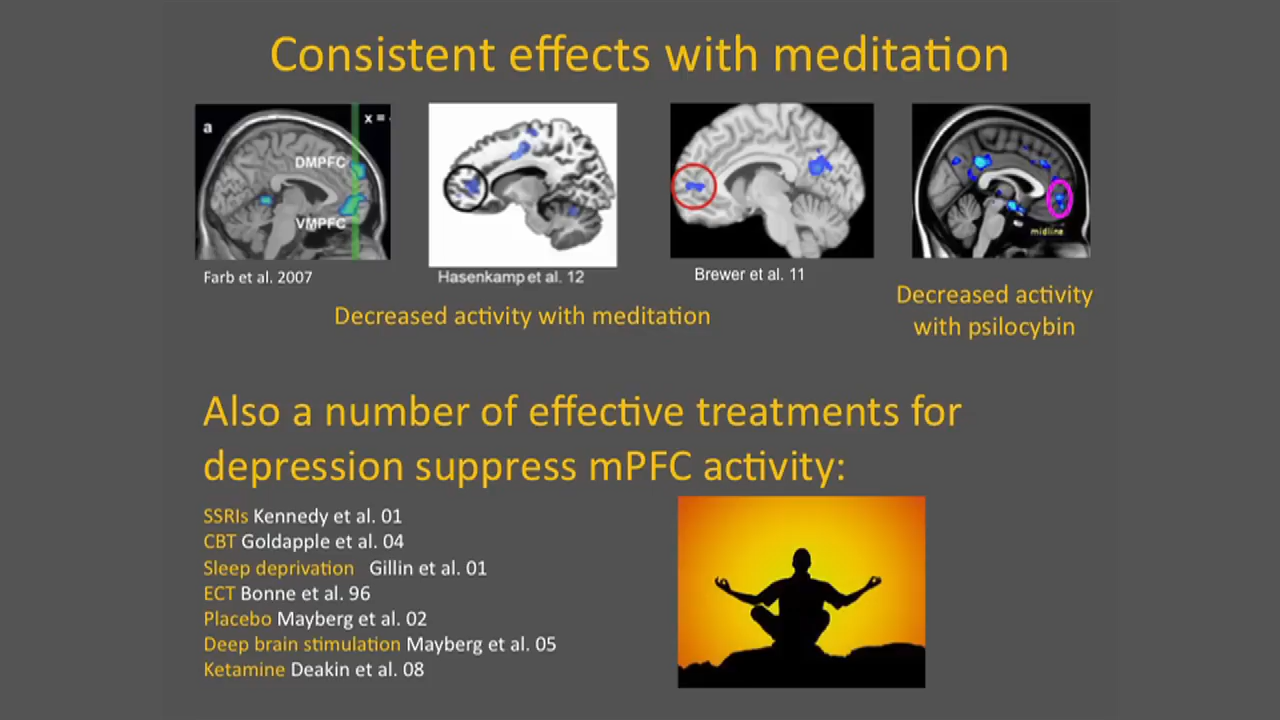 Consistent effects with meditation
a
x =
DMPFC
VMPFC
midline
Farb et al. 2007
Hasenkamp et al. 12
Brewer et al. 11
Decreased activity with meditation
Decreased activity
with psilocybin
Also a number of effective treatments for
depression suppress mPFC activity:
SSRIs Kennedy et al. 01
CBT Goldapple et al. 04
Sleep deprivation Gillin et al. 01
ECT Bonne et al. 96
Placebo Mayberg et al. 02
Deep brain stimulation Mayberg et al. 05
Ketamine Deakin et al. 08